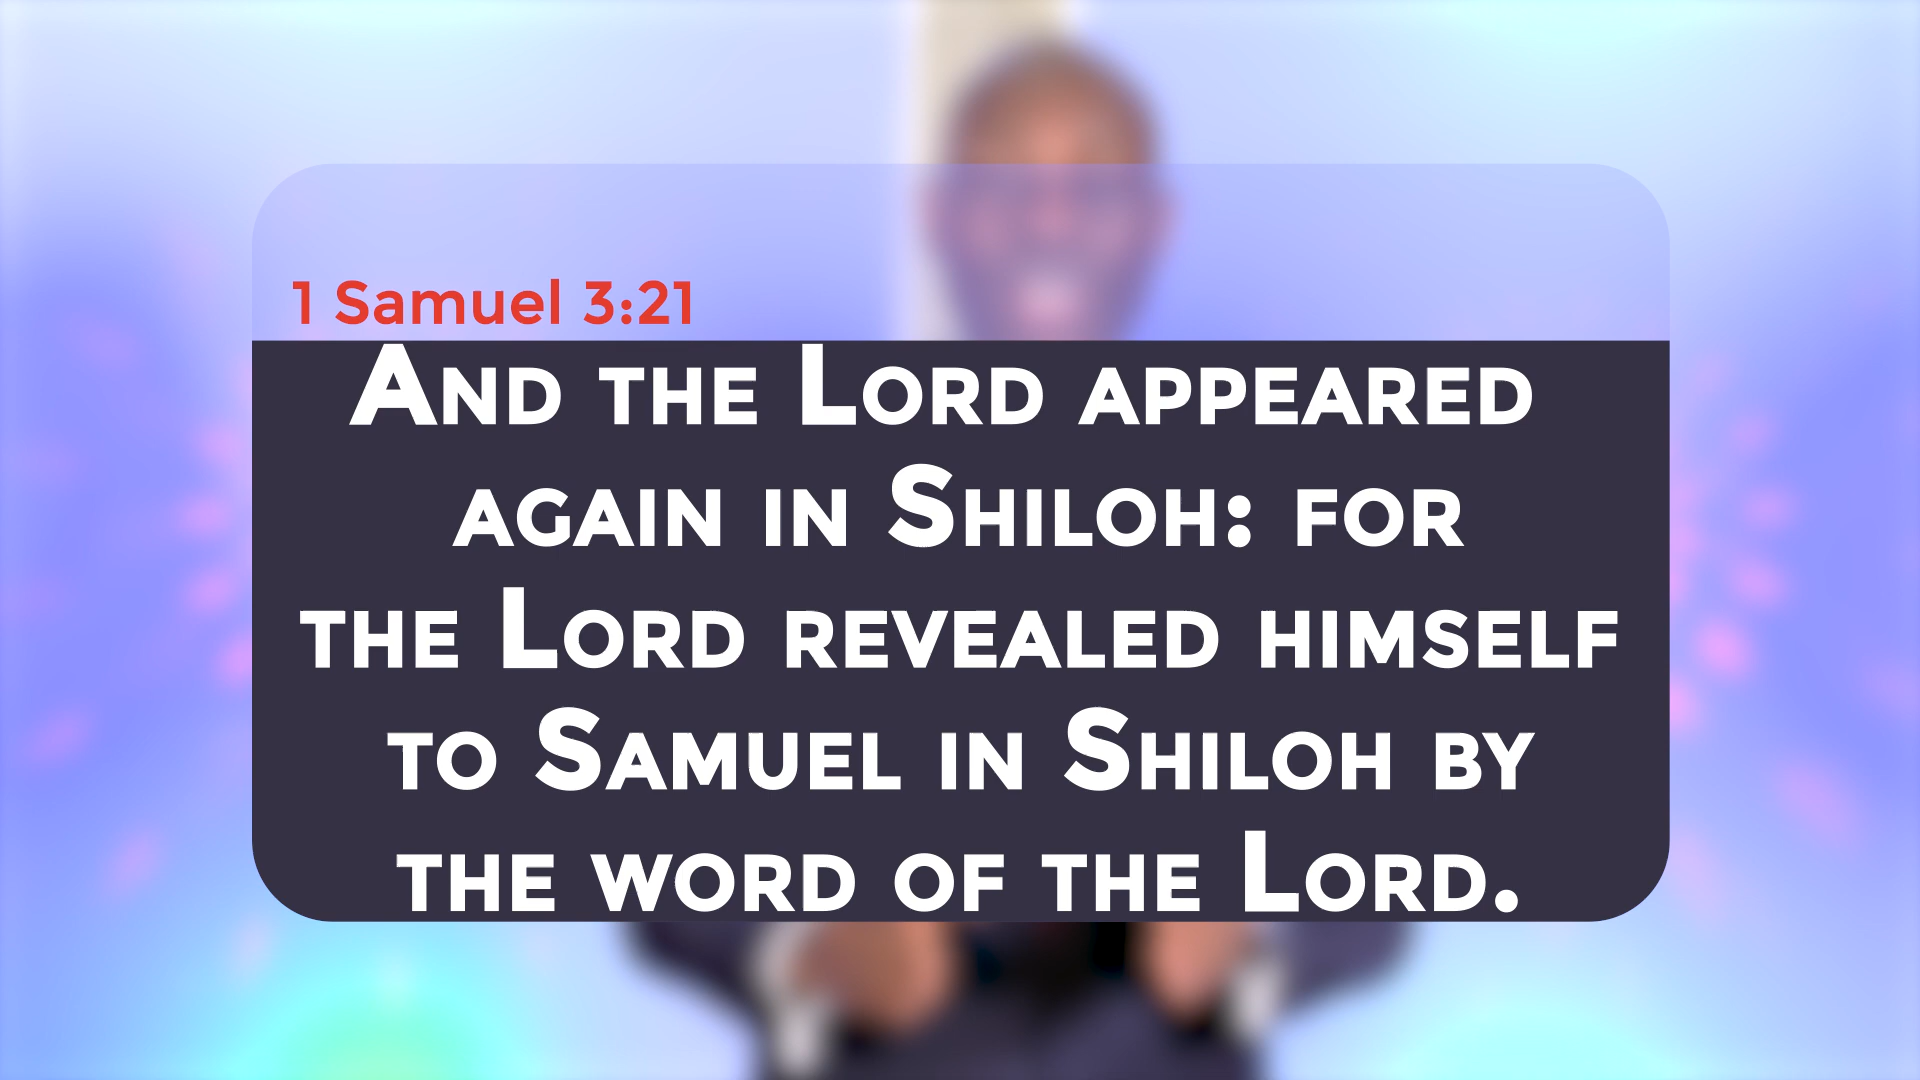 1 Samuel 3:21
And the Lord appeared
again in Shiloh: for
the Lord revealed himself
to Samuel in Shiloh by
the word of the Lord.